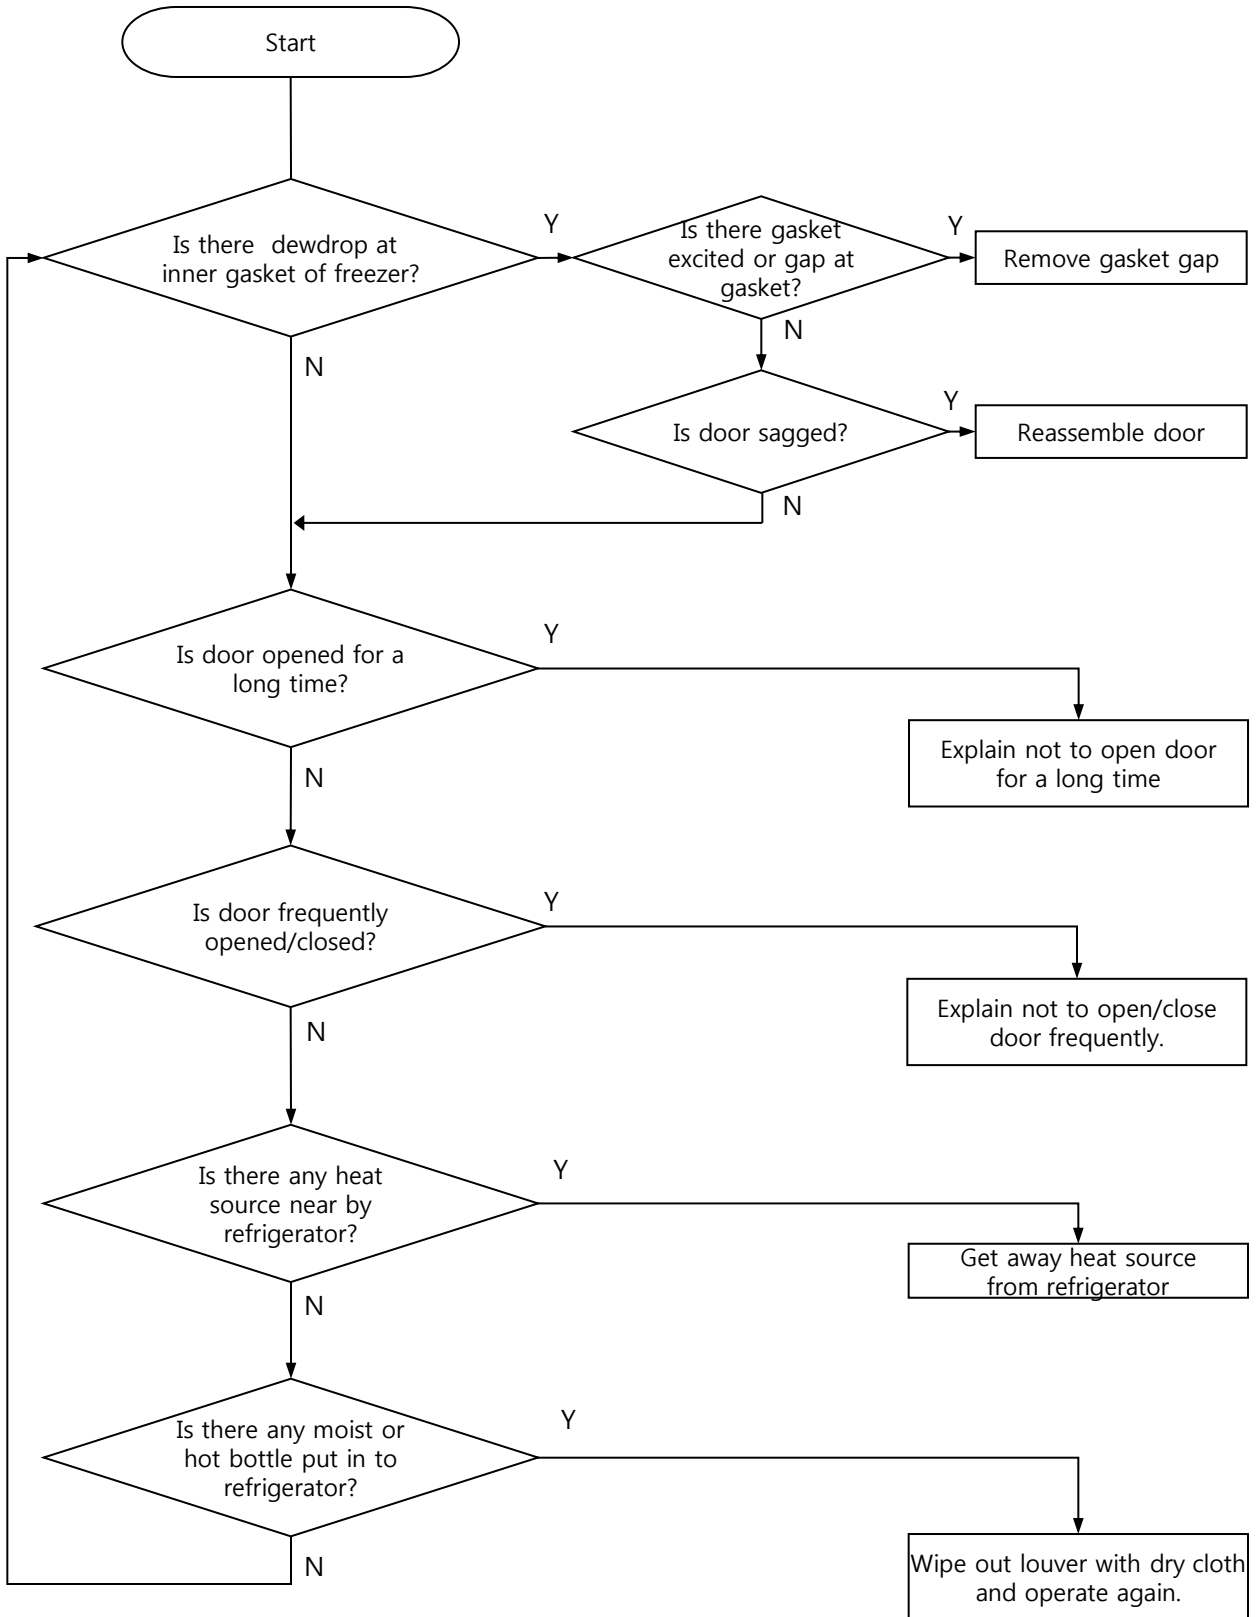 Start
Is there dewdrop at
inner gasket of freezer?
Y
Is there gasket
excited or gap at
gasket?
Y
Remove gasket gap
N
N
Is door sagged?
Y
Reassemble door
N
Is door opened for a
long time?
Y
Explain not to open door
for a long time
N
Is door frequently
opened/closed?
Y
Explain not to open/close
door frequently.
N
Is there any heat
source near by
refrigerator?
Y
Get away heat source
from refrigerator
N
Is there any moist or
hot bottle put in to
refrigerator?
Y
Wipe out louver with dry cloth
and operate again.
N